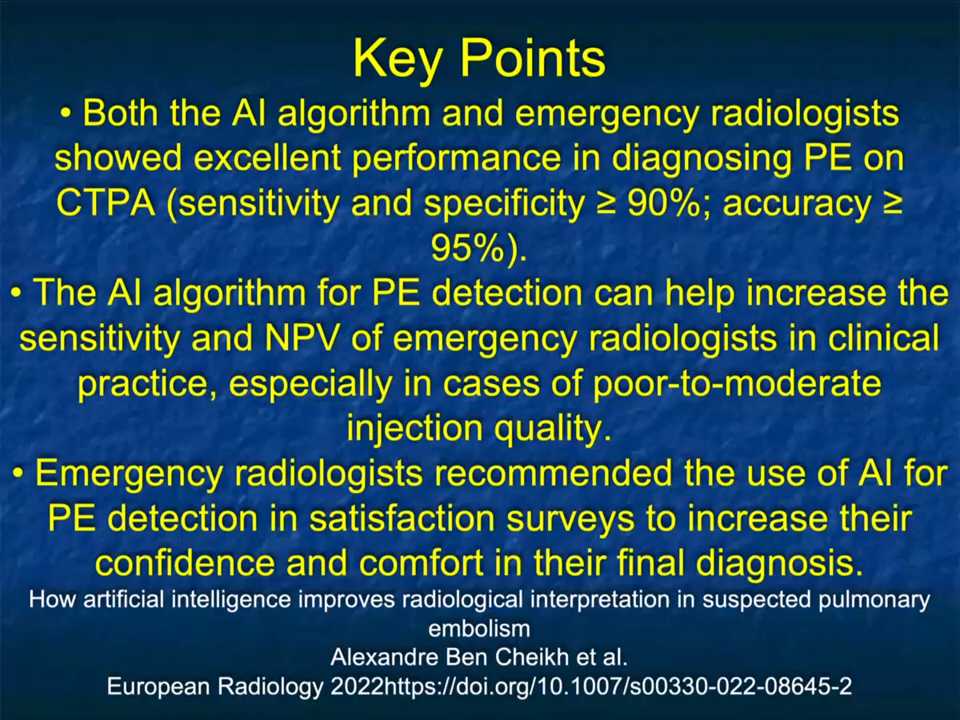 Key Points
• Both the AI algorithm and emergency radiologists
showed excellent performance in diagnosing PE on
CTPA (sensitivity and specificity ≥ 90%; accuracy ≥
95%).
• The AI algorithm for PE detection can help increase the
sensitivity and NPV of emergency radiologists in clinical
practice, especially in cases of poor-to-moderate
injection quality.
• Emergency radiologists recommended the use of AI for
PE detection in satisfaction surveys to increase their
confidence and comfort in their final diagnosis.
How artificial intelligence improves radiological interpretation in suspected pulmonary
embolism
Alexandre Ben Cheikh et al.
European Radiology 2022https://doi.org/10.1007/s00330-022-08645-2